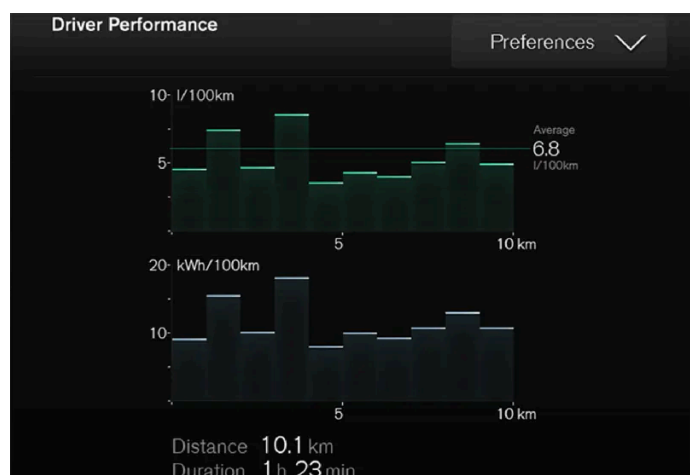 Driver Performance
Preferences
10- l/100km
Average
6.8
l/100km
5-
5 10 km
20- kWh/100km
10-
5 10 km
Distance 10.1 km
Duration 1 h 23 min